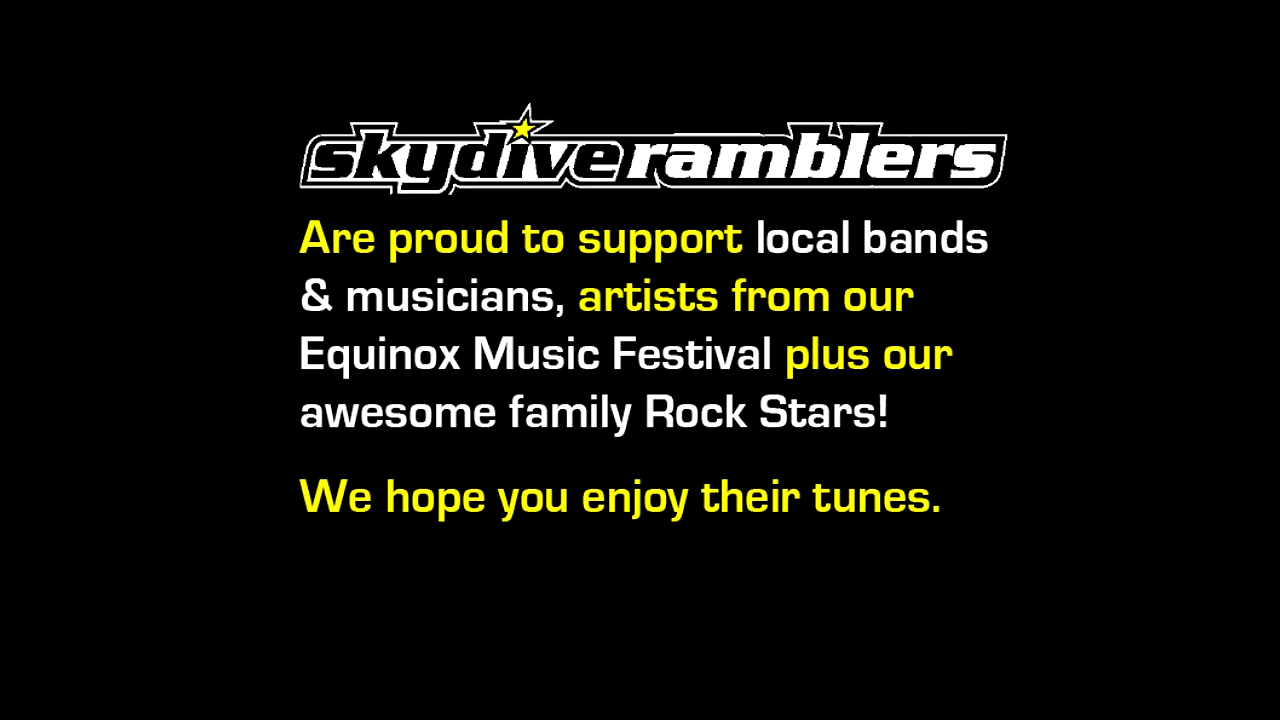 skydiveramblers
Are proud to support local bands
& musicians, artists from our
Equinox Music Festival plus our
awesome family Rock Stars!
We hope you enjoy their tunes.